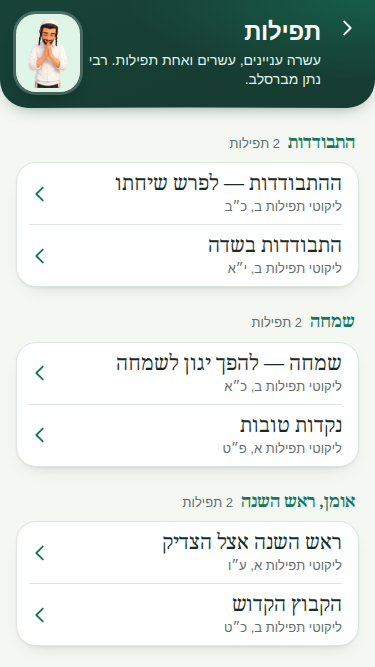 תפילות
עשרה עניינים, עשרים ואחת תפילות. רבי
נתן מברסלב.
התבודדות 2 תפילות
ההתבודדות — לפרש שיחתו
ליקוטי תפילות ב, כ״ב
התבודדות בשדה
ליקוטי תפילות ב, י״א
שמחה 2 תפילות
שמחה — להפך יגון לשמחה
ליקוטי תפילות ב, כ״א
נקדות טובות
ליקוטי תפילות א, פ״ט
אומן, ראש השנה 2 תפילות
ראש השנה אצל הצדיק
ליקוטי תפילות א, ע״ו
הקבוץ הקדוש
ליקוטי תפילות ב, כ״ט